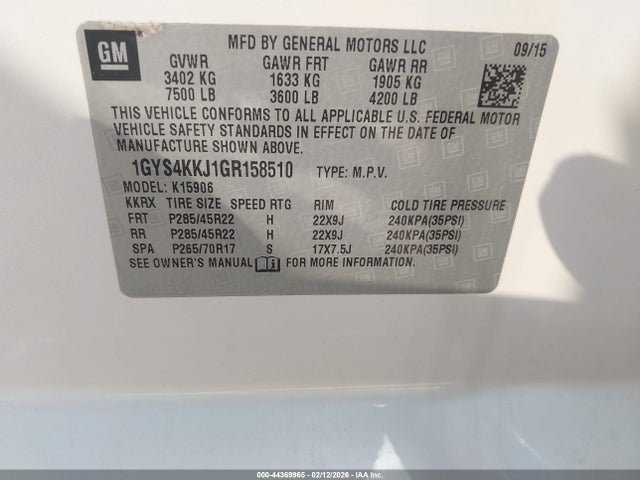 GM
MFD BY GENERAL MOTORS LLC 09/15
GVWR GAWR FRT GAWR RR
3402 KG 1633 KG 1905 KG
7500 LB 3600 LB 4200 LB
THIS VEHICLE CONFORMS TO ALL APPLICABLE U.S. FEDERAL MOTOR
VEHICLE SAFETY STANDARDS IN EFFECT ON THE DATE OF
MANUFACTURE SHOWN ABOVE.
1GYS4KKJ1GR158510 TYPE: M.P.V.
MODEL: K15906
KKRX TIRE SIZE SPEED RTG RIM COLD TIRE PRESSURE
FRT P285/45R22 H 22X9J 240KPA(35PSI)
RR P285/45R22 H 22X9J 240KPA(35PSI)
SPA P265/70R17 S 17X7.5J 240KPA(35PSI)
SEE OWNER'S MANUAL FOR MORE INFORMATION.
000-44369965 - 02/12/2026 - IAA Inc.